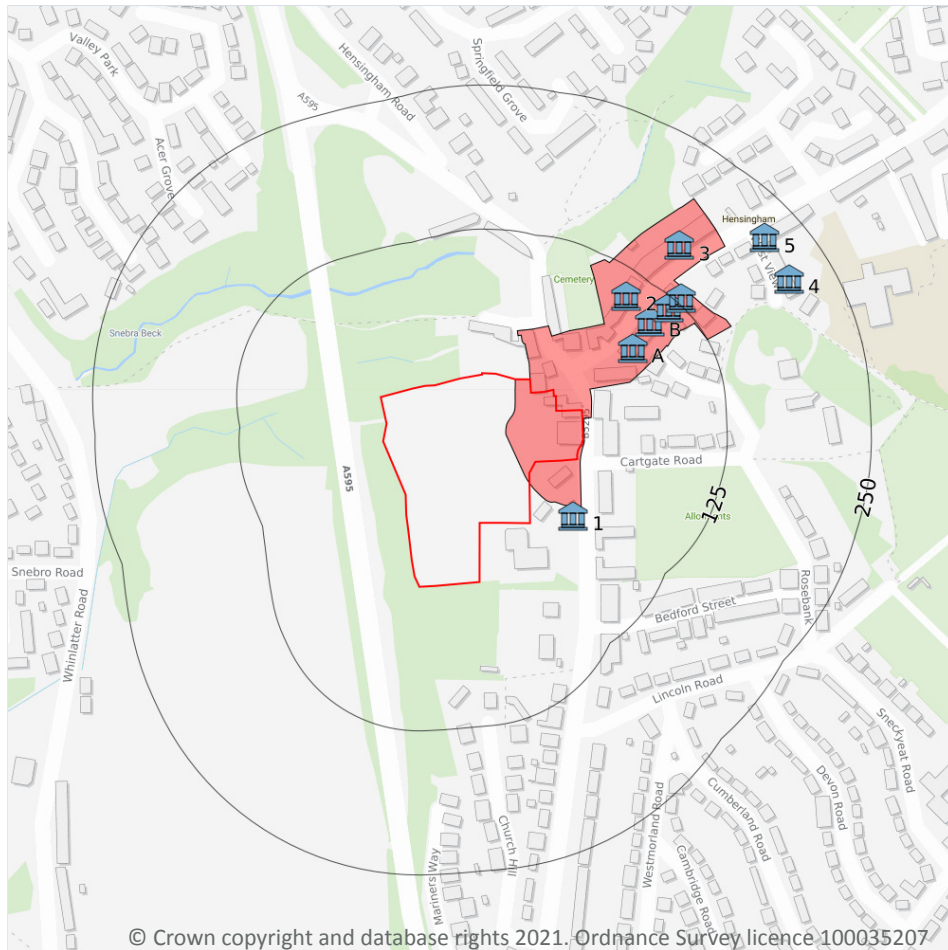 Valley Park
Hensingham Road
Springfield Grove
A595
Acer Grove
Hensingham
3
5
4
Cemetery
2
B
A
Snebra Beck
A595
Cartgate Road
125
250
1
Snebro Road
Whinlatter Road
Bedford Street
Rosebank
Lincoln Road
Sneckyeat Road
Devon Road
Cumberland Road
Westmorland Road
Cambridge Road
Church Hill
Mariners Way
© Crown copyright and database rights 2021. Ordnance Survey licence 100035207